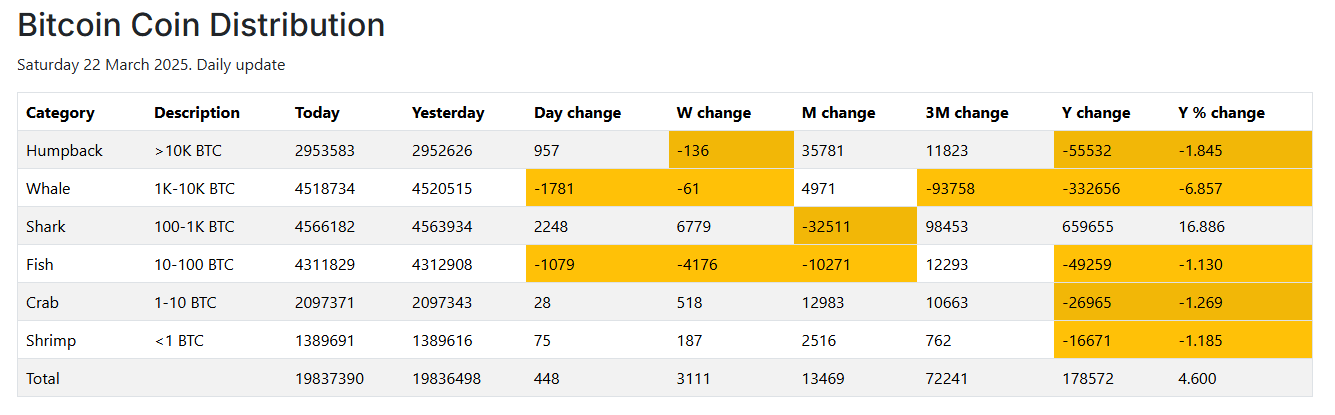 Bitcoin Coin Distribution
Saturday 22 March 2025. Daily update
Category Description Today Yesterday Day change W change M change 3M change Y change Y % change
Humpback >10K BTC 2953583 2952626 957 -136 35781 11823 -55532 -1.845
Whale 1K-10K BTC 4518734 4520515 -1781 -61 4971 -93758 -332656 -6.857
Shark 100-1K BTC 4566182 4563934 2248 6779 -32511 98453 659655 16.886
Fish 10-100 BTC 4311829 4312908 -1079 -4176 -10271 12293 -49259 -1.130
Crab 1-10 BTC 2097371 2097343 28 518 12983 10663 -26965 -1.269
Shrimp <1 BTC 1389691 1389616 75 187 2516 762 -16671 -1.185
Total 19837390 19836498 448 3111 13469 72241 178572 4.600